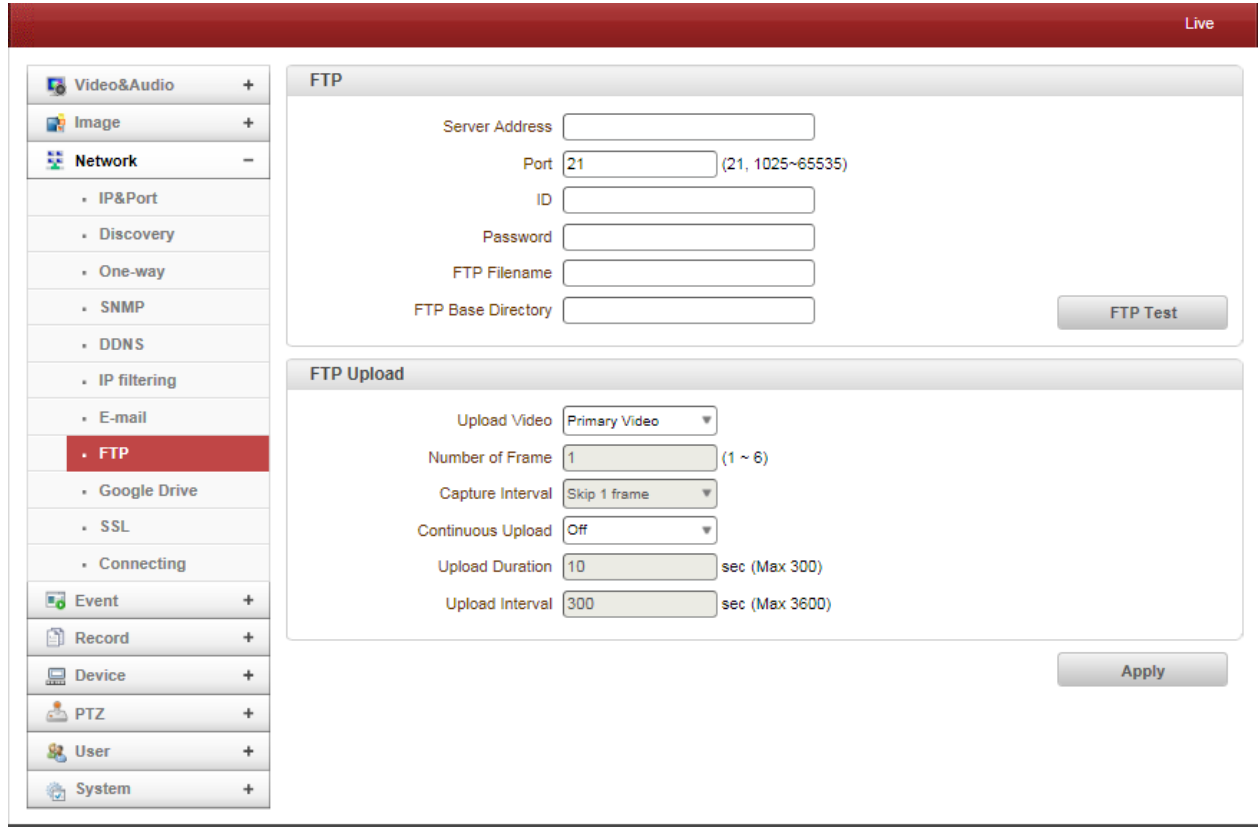 Live
Video&Audio +
Image +
Network −
IP&Port
Discovery
One-way
SNMP
DDNS
IP filtering
E-mail
FTP
Google Drive
SSL
Connecting
Event +
Record +
Device +
PTZ +
User +
System +
FTP
Server Address
Port 21 (21, 1025~65535)
ID
Password
FTP Filename
FTP Base Directory
FTP Test
FTP Upload
Upload Video Primary Video
Number of Frame 1 (1 ~ 6)
Capture Interval Skip 1 frame
Continuous Upload Off
Upload Duration 10 sec (Max 300)
Upload Interval 300 sec (Max 3600)
Apply